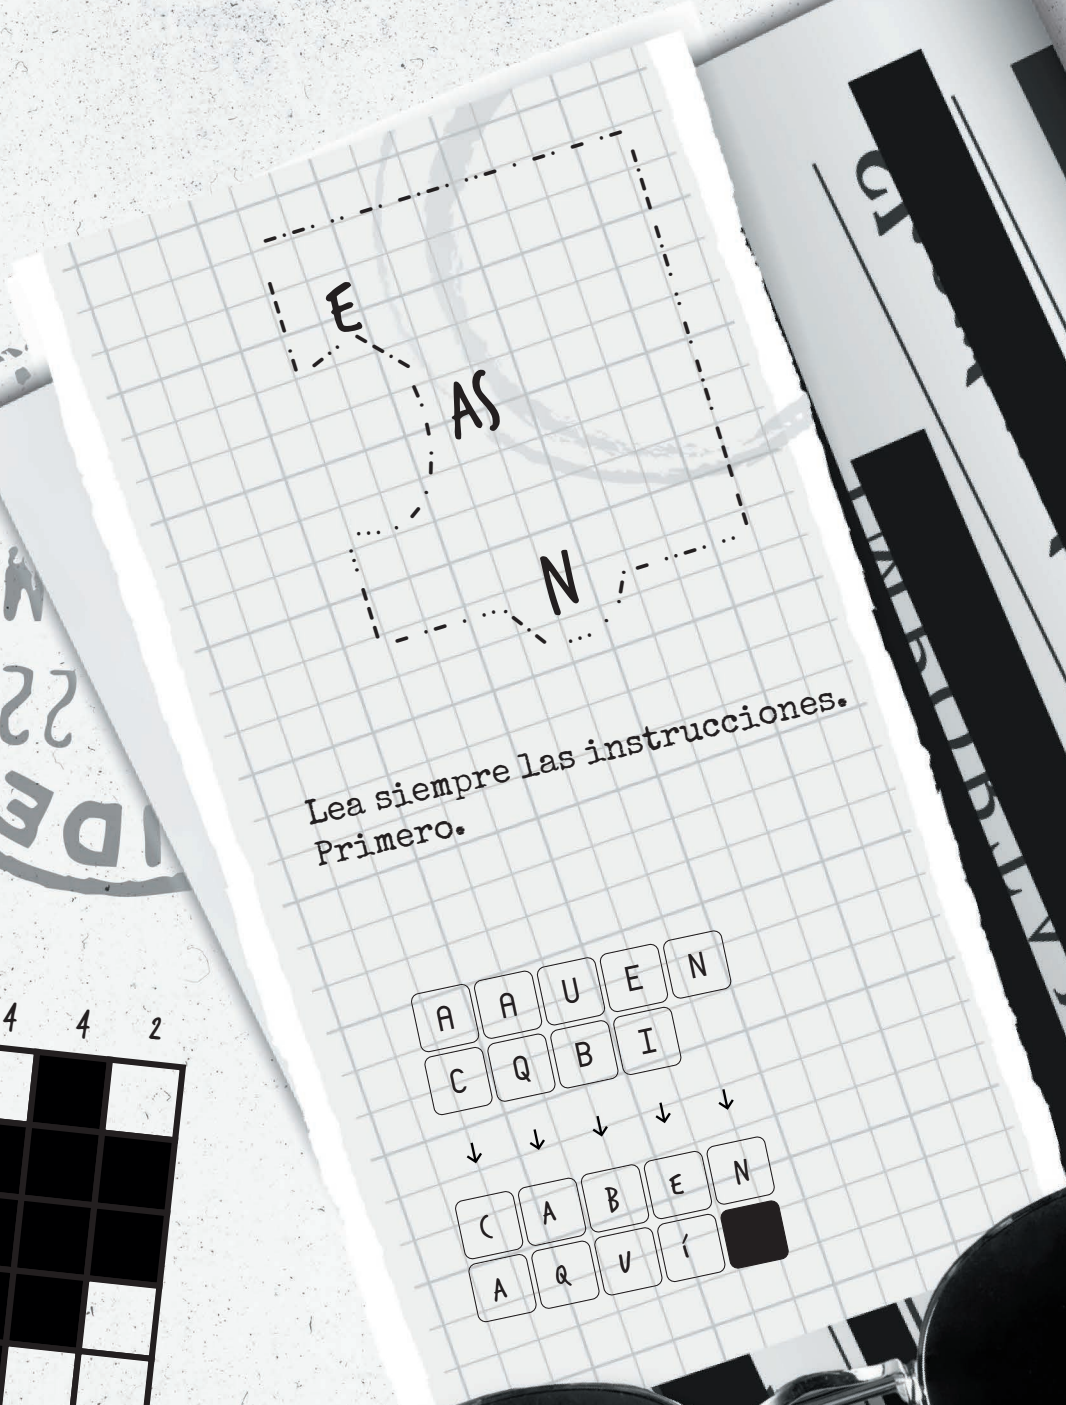 E
AS
N
Lea siempre las instrucciones.
Primero.
A A U E N
C Q B I
C A B E N
A Q U Í
4 4 2